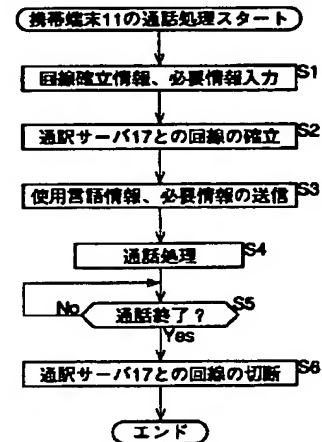 携帯端末11の通話処理スタート
回線確立情報、必要情報入力 S1
通訳サーバ17との回線の確立 S2
使用言語情報、必要情報の送信 S3
通話処理 S4
通話終了? S5
No
Yes
通訳サーバ17との回線の切断 S6
エンド